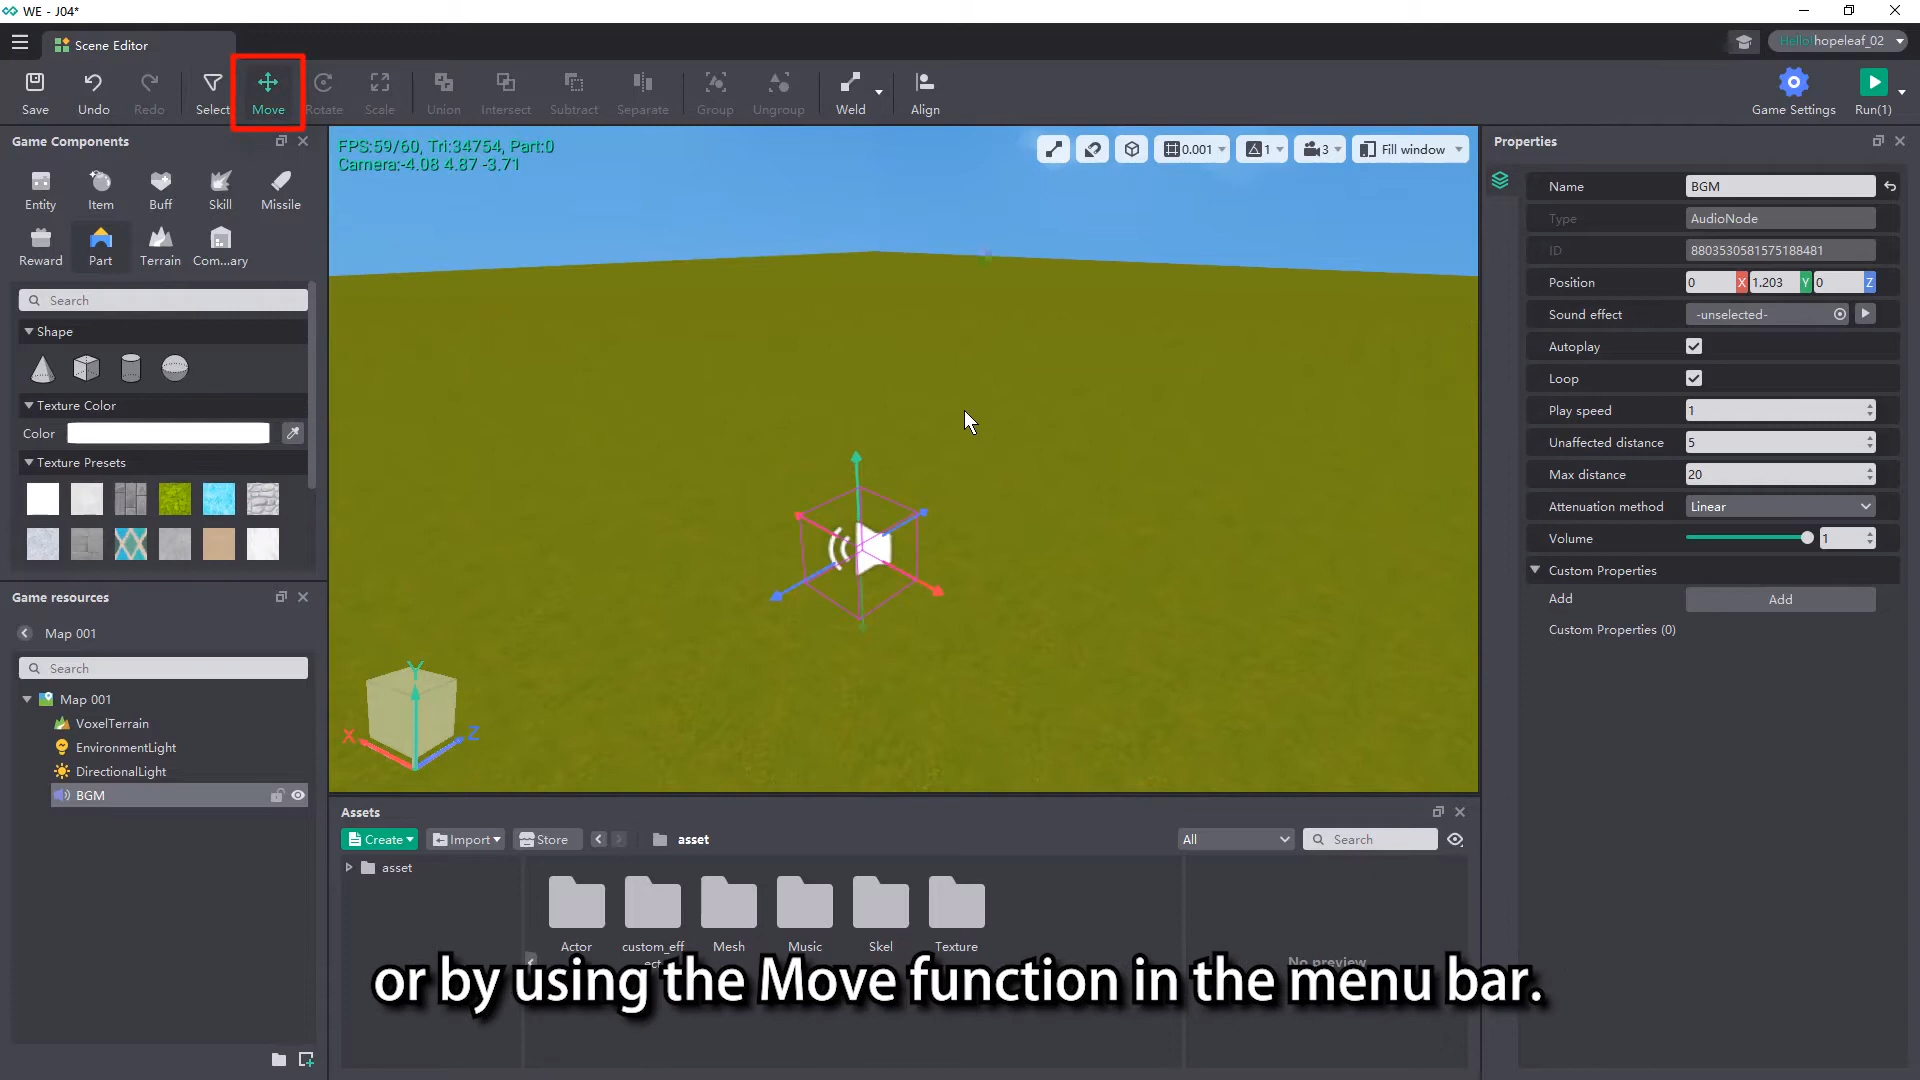 WE - J04*
Scene Editor
Hello! hopeleaf_02
Save
Undo
Redo
Select
Move
Rotate
Scale
Union
Intersect
Subtract
Separate
Group
Ungroup
Weld
Align
Game Settings
Run(1)
Game Components
Entity
Item
Buff
Skill
Missile
Reward
Part
Terrain
Com...ary
Search
Shape
Texture Color
Color
Texture Presets
Game resources
Map 001
Search
Map 001
VoxelTerrain
EnvironmentLight
DirectionalLight
BGM
FPS:59/60, Tri:34754, Part:0
Camera:-4.08 4.87 -3.71
0.001
1
3
Fill window
Y
X
Z
Assets
Create
Import
Store
asset
All
Search
asset
Actor
custom_eff
Mesh
Music
Skel
Texture
No preview
or by using the Move function in the menu bar.
Properties
Name
BGM
Type
AudioNode
ID
8803530581575188481
Position
0 X 1.203 Y 0 Z
Sound effect
-unselected-
Autoplay
Loop
Play speed
1
Unaffected distance
5
Max distance
20
Attenuation method
Linear
Volume
1
Custom Properties
Add
Add
Custom Properties (0)